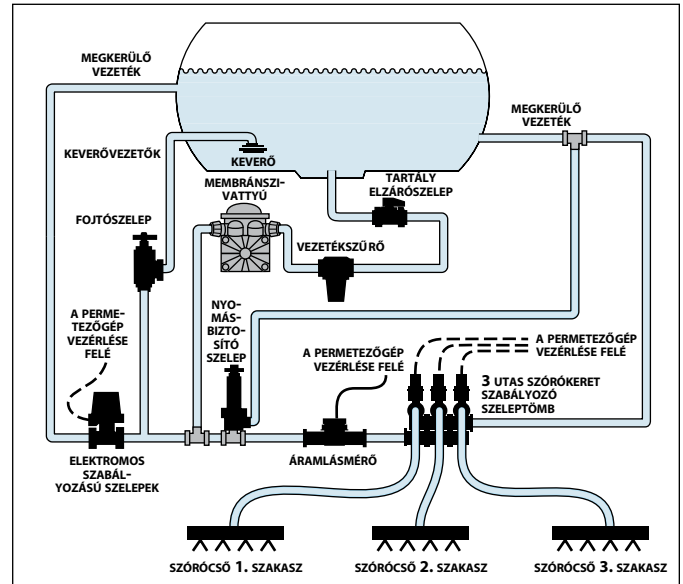 MEGKERÜLŐ
VEZETÉK
MEGKERÜLŐ
VEZETÉK
KEVERŐVEZETŐK
KEVERŐ
MEMBRÁNSZI-
VATTYÚ
TARTÁLY
ELZÁRÓSZELEP
FOJTÓSZELEP
VEZETÉKSZŰRŐ
A PERME-
TEZŐGÉP
VEZÉRLÉSE
FELÉ
NYO-
MÁS-
BIZTO-
SÍTÓ
SZELEP
A PERMETEZŐGÉP
VEZÉRLÉSE FELÉ
A PERMETEZŐGÉP
VEZÉRLÉSE FELÉ
3 UTAS SZÓRÓKERET
SZABÁLYOZÓ
SZELEPTÖMB
ELEKTROMOS
SZABÁL-
YOZÁSÚ SZELEPEK
ÁRAMLÁSMÉRŐ
SZÓRÓCSŐ 1. SZAKASZ
SZÓRÓCSŐ 2. SZAKASZ
SZÓRÓCSŐ 3. SZAKASZ